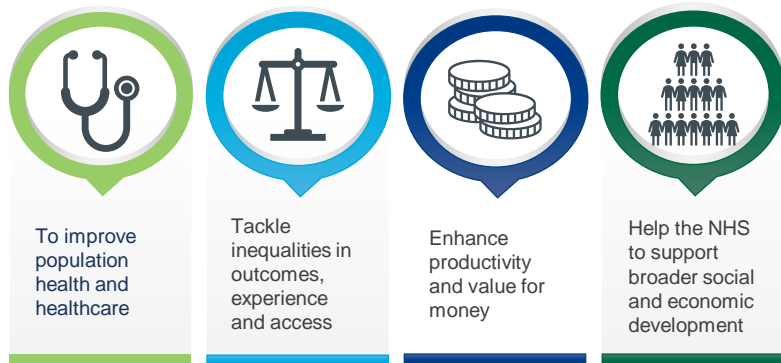 To improve
population
health and
healthcare
Tackle
inequalities in
outcomes,
experience
and access
Enhance
productivity
and value for
money
Help the NHS
to support
broader social
and economic
development